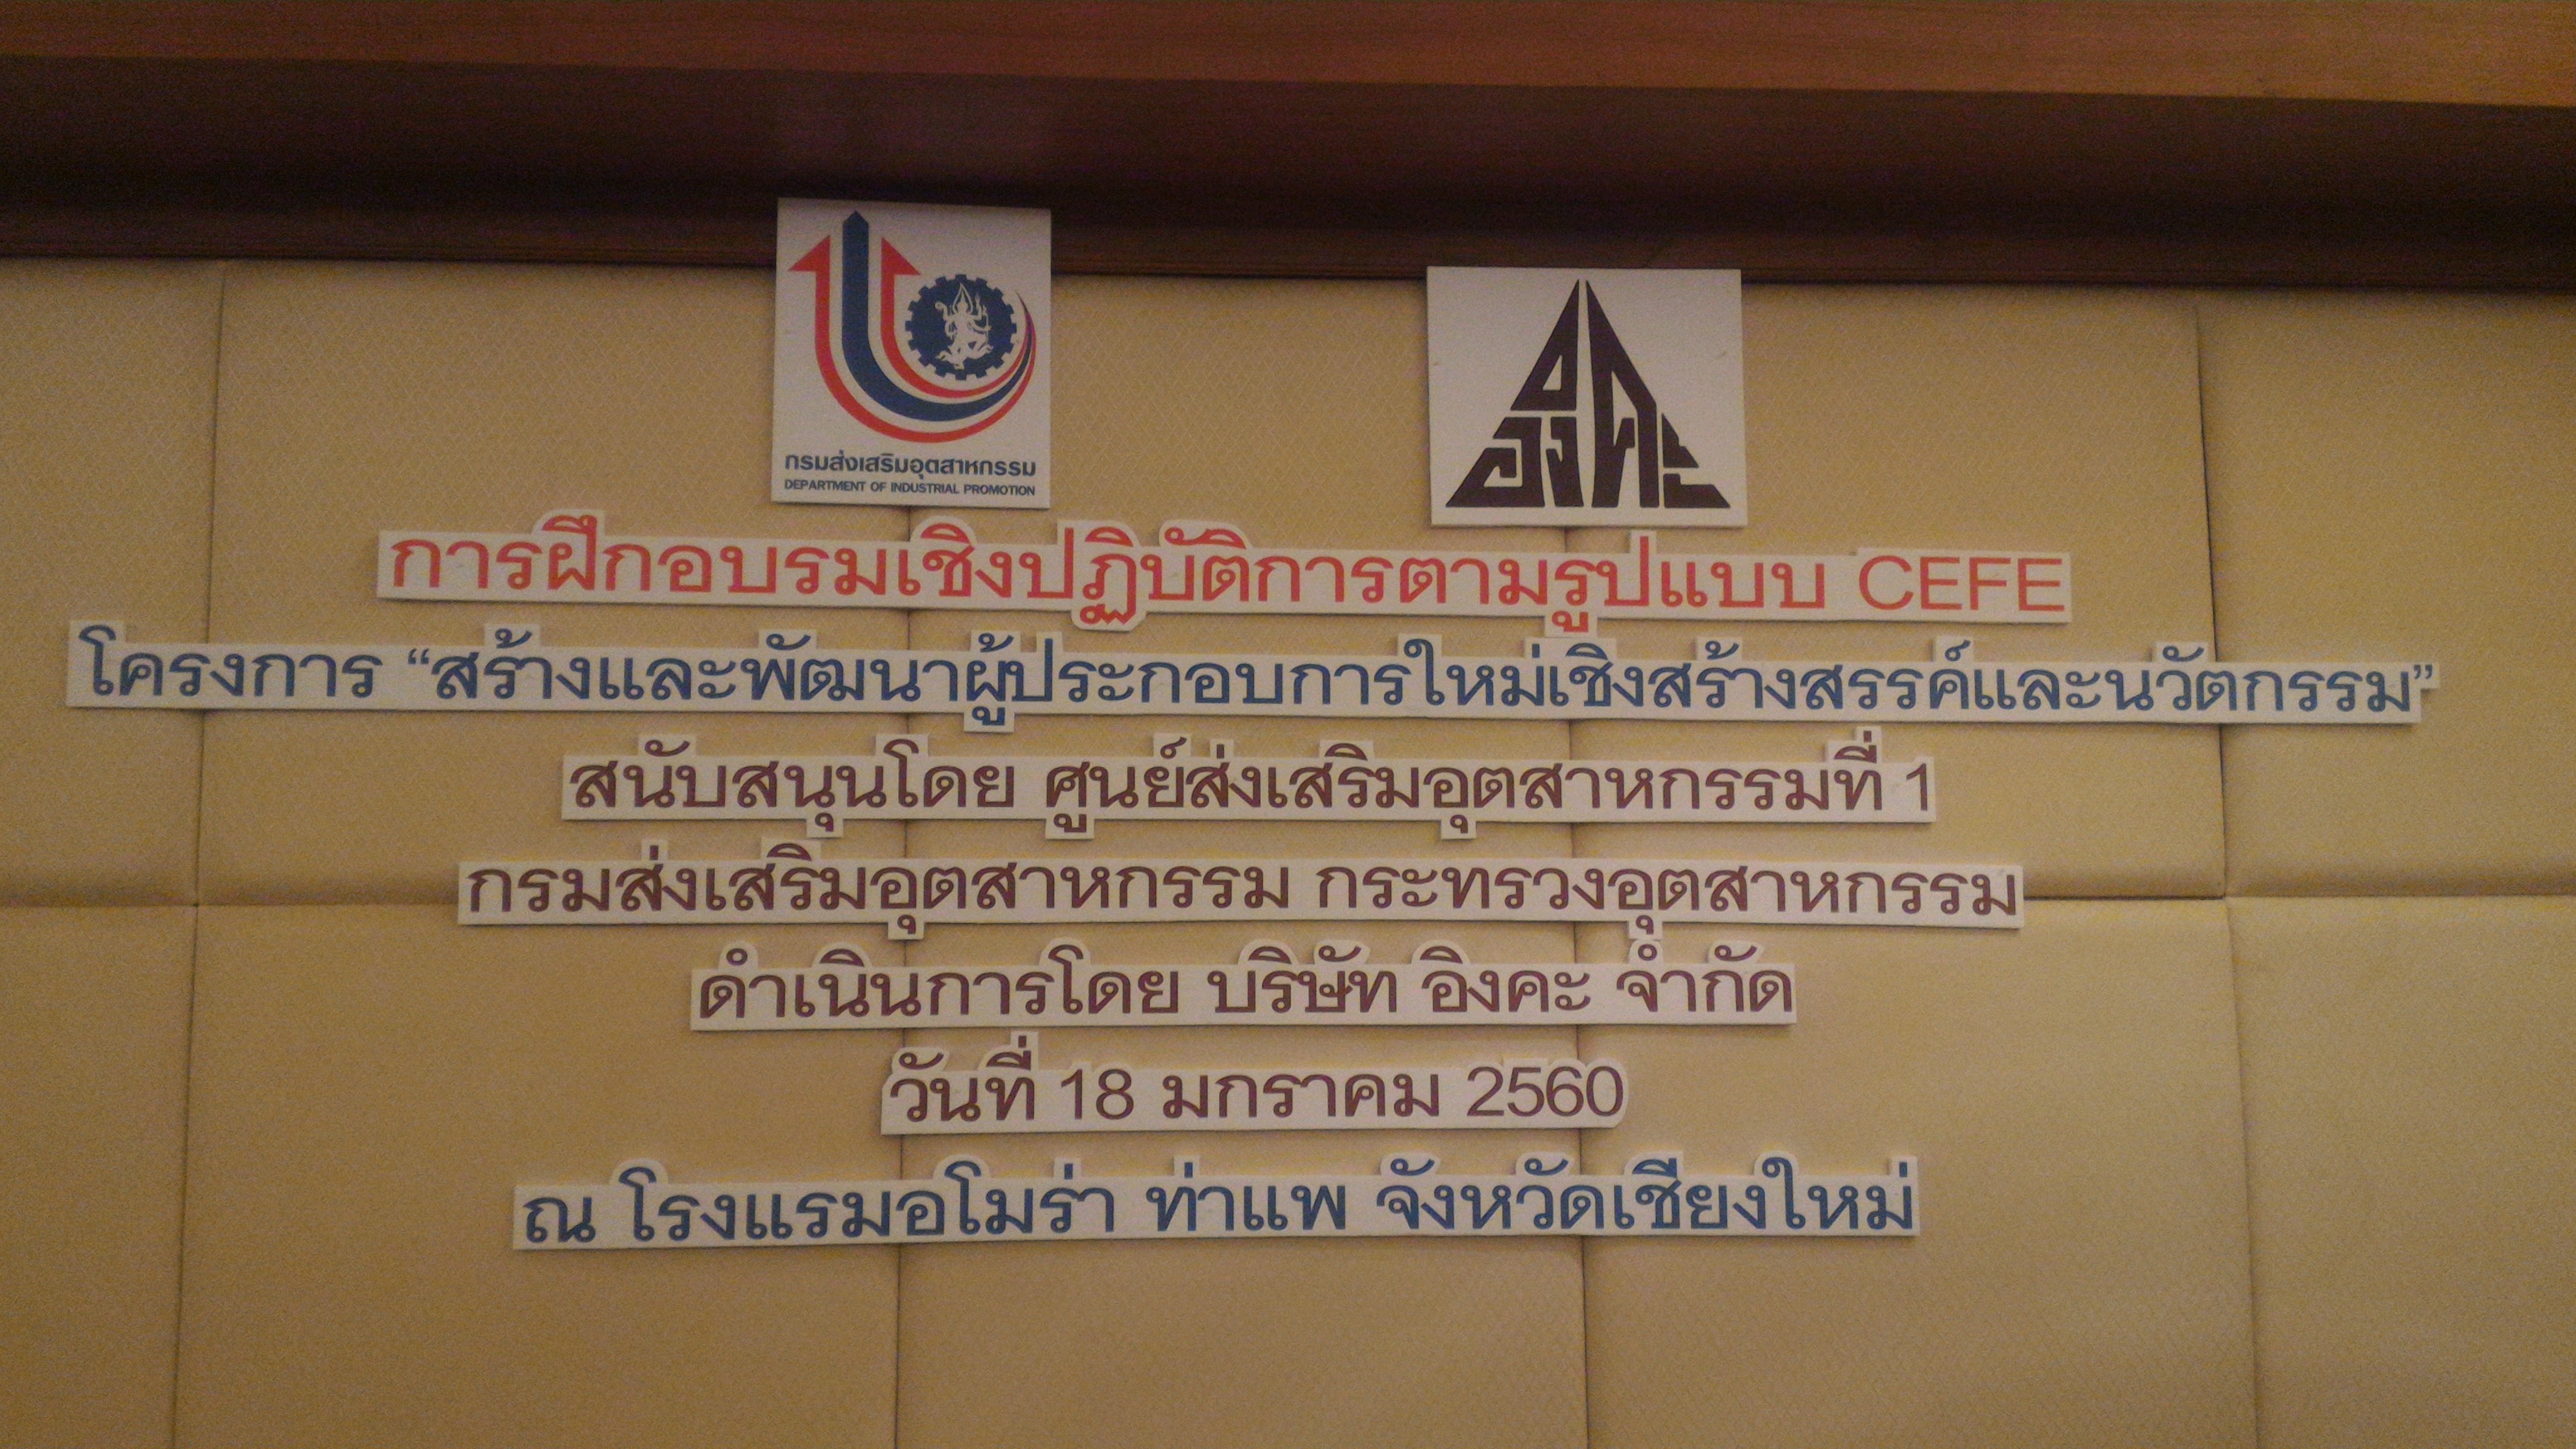 กรมส่งเสริมอุตสาหกรรม
DEPARTMENT OF INDUSTRIAL PROMOTION
อิงคะ
การฝึกอบรมเชิงปฏิบัติการตามรูปแบบ CEFE
โครงการ “สร้างและพัฒนาผู้ประกอบการใหม่เชิงสร้างสรรค์และนวัตกรรม”
สนับสนุนโดย ศูนย์ส่งเสริมอุตสาหกรรมที่ 1
กรมส่งเสริมอุตสาหกรรม กระทรวงอุตสาหกรรม
ดำเนินการโดย บริษัท อิงคะ จำกัด
วันที่ 18 มกราคม 2560
ณ โรงแรมอโมร่า ท่าแพ จังหวัดเชียงใหม่